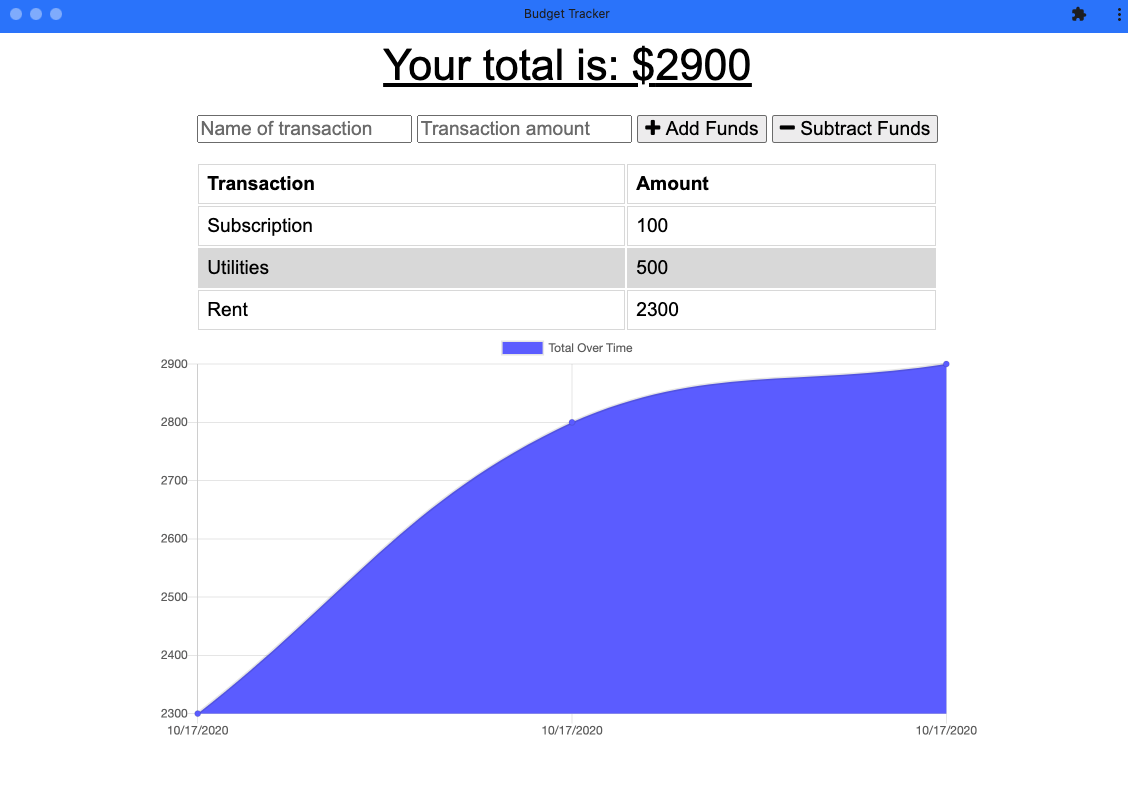 Budget Tracker
Your total is: $2900
Name of transaction Transaction amount Add Funds Subtract Funds
Transaction Amount
Subscription 100
Utilities 500
Rent 2300
Total Over Time
2900
2800
2700
2600
2500
2400
2300
10/17/2020 10/17/2020 10/17/2020